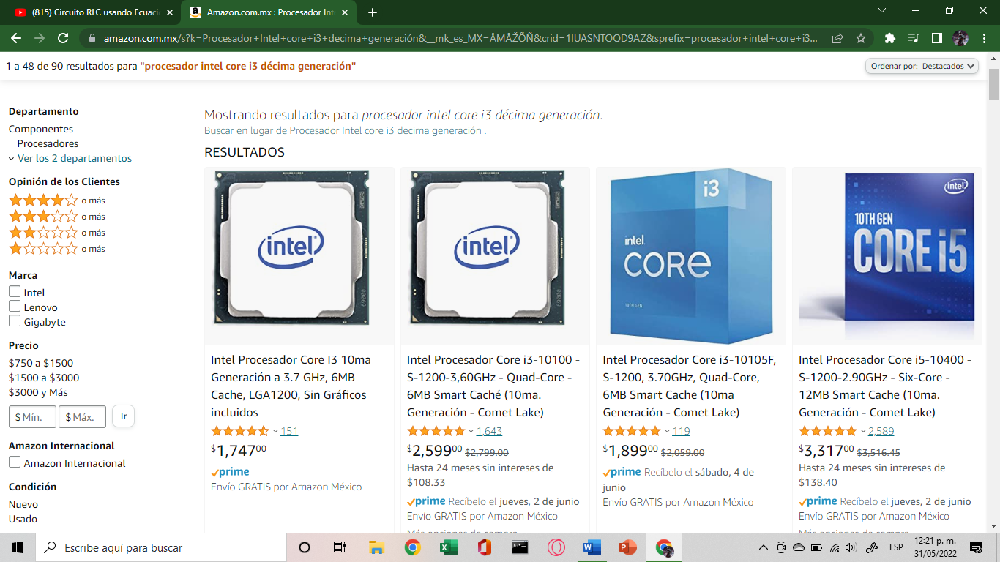 (815) Circuito RLC usando Ecuaci
Amazon.com.mx : Procesador Int
amazon.com.mx/s?k=Procesador+Intel+core+i3+decima+generación&__mk_es_MX=ÅMÅŽÕÑ&crid=1IUASNTOQD9AZ&sprefix=procesador+intel+core+i3...
1 a 48 de 90 resultados para "procesador intel core i3 décima generación"
Ordenar por: Destacados
Departamento
Componentes
Procesadores
Ver los 2 departamentos
Opinión de los Clientes
o más
o más
o más
o más
Marca
Intel
Lenovo
Gigabyte
Precio
$750 a $1500
$1500 a $3000
$3000 y Más
$ Mín.
$ Máx.
Ir
Amazon Internacional
Amazon Internacional
Condición
Nuevo
Usado
Mostrando resultados para procesador intel core i3 décima generación.
Buscar en lugar de Procesador Intel core i3 decima generación .
RESULTADOS
intel
Intel Procesador Core I3 10ma
Generación a 3.7 GHz, 6MB
Cache, LGA1200, Sin Gráficos
incluidos
151
$1,74700
prime
Envío GRATIS por Amazon México
intel
Intel Procesador Core i3-10100 -
S-1200-3,60GHz - Quad-Core -
6MB Smart Caché (10ma.
Generación - Comet Lake)
1,643
$2,59900 $2,799.00
Hasta 24 meses sin intereses de
$108.33
prime Recíbelo el jueves, 2 de junio
Envío GRATIS por Amazon México
Más opciones de compra
i3
intel.
CORE
10TH GEN
Intel Procesador Core i3-10105F,
S-1200, 3.70GHz, Quad-Core,
6MB Smart Cache (10ma
Generación - Comet Lake)
119
$1,89900 $2,059.00
prime Recíbelo el sábado, 4 de
junio
Envío GRATIS por Amazon México
intel
10TH GEN
CORE i5
Intel Procesador Core i5-10400 -
S-1200-2.90GHz - Six-Core -
12MB Smart Cache (10ma.
Generación - Comet Lake)
2,589
$3,31700 $3,516.45
Hasta 24 meses sin intereses de
$138.40
prime Recíbelo el jueves, 2 de junio
Envío GRATIS por Amazon México
Más opciones de compra
Escribe aquí para buscar
ESP
12:21 p. m.
31/05/2022